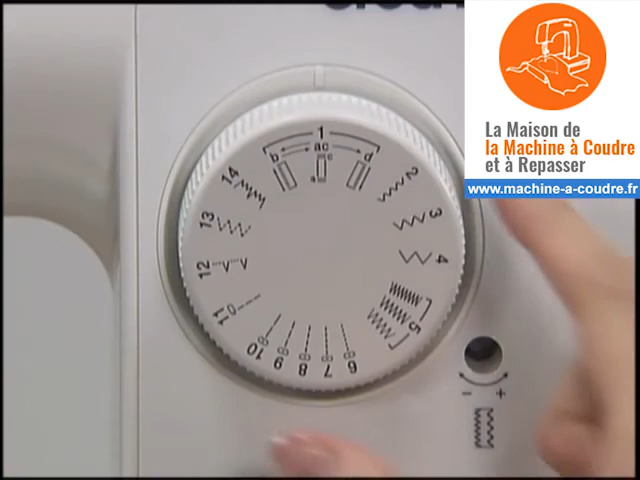 La Maison de
la Machine à Coudre
et à Repasser
www.machine-a-coudre.fr
1
b ac d
a c
2
3
4
5
6
7
8
9
10
11
12
13
14
- +